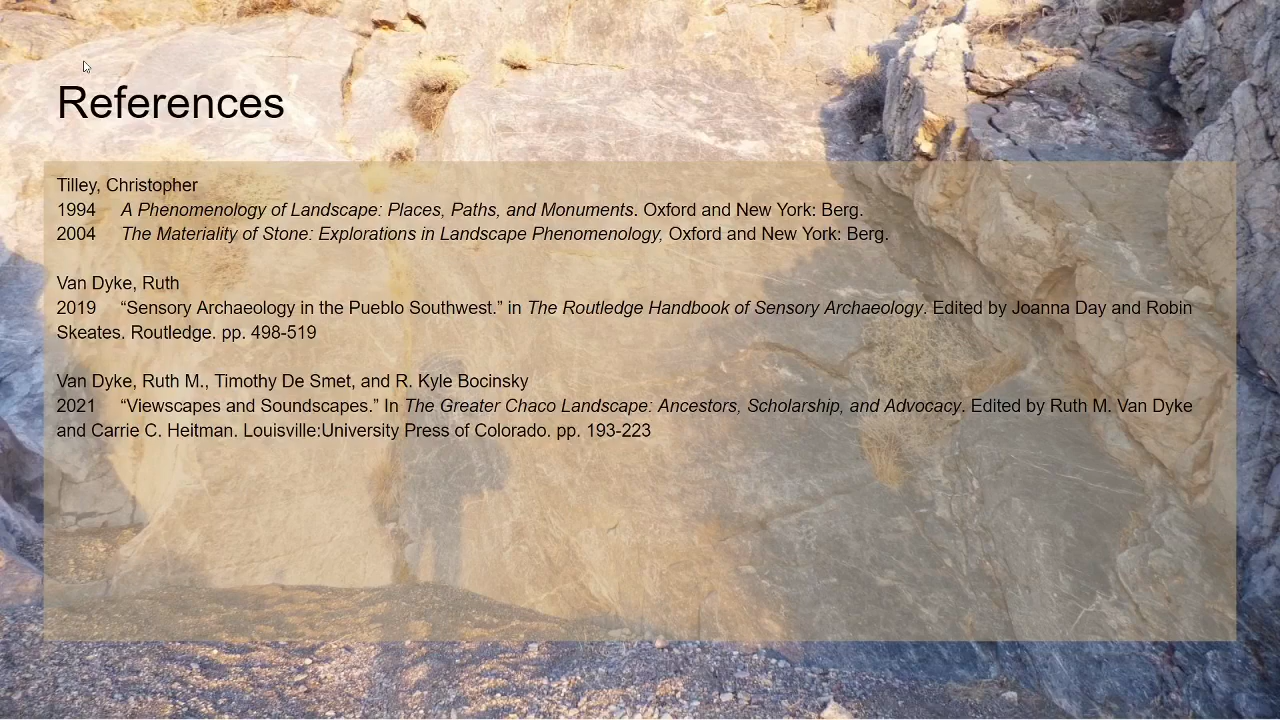 References
Tilley, Christopher
1994 A Phenomenology of Landscape: Places, Paths, and Monuments. Oxford and New York: Berg.
2004 The Materiality of Stone: Explorations in Landscape Phenomenology, Oxford and New York: Berg.
Van Dyke, Ruth
2019 “Sensory Archaeology in the Pueblo Southwest.” in The Routledge Handbook of Sensory Archaeology. Edited by Joanna Day and Robin
Skeates. Routledge. pp. 498-519
Van Dyke, Ruth M., Timothy De Smet, and R. Kyle Bocinsky
2021 “Viewscapes and Soundscapes.” In The Greater Chaco Landscape: Ancestors, Scholarship, and Advocacy. Edited by Ruth M. Van Dyke
and Carrie C. Heitman. Louisville:University Press of Colorado. pp. 193-223